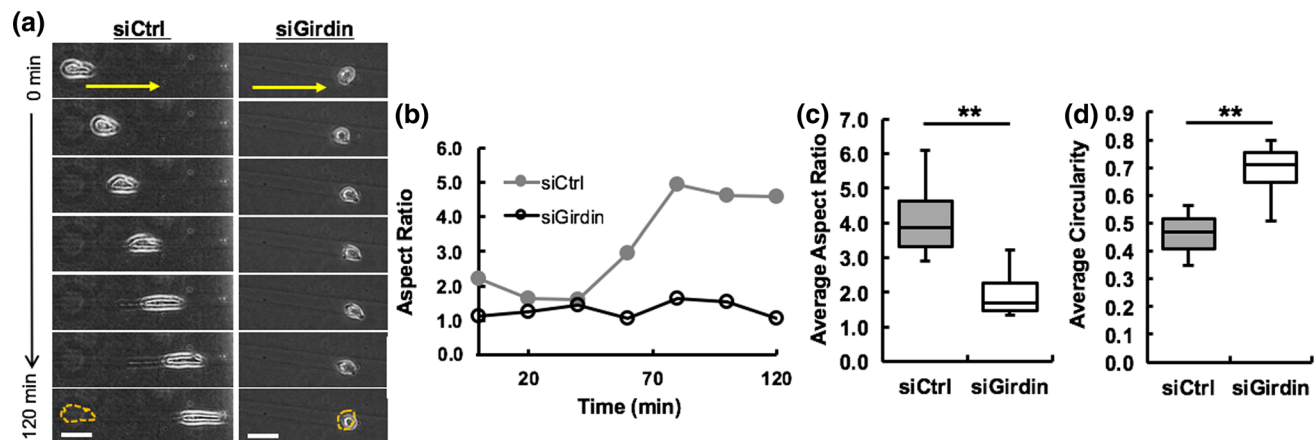 (a)
siCtrl
siGirdin
0 min
120 min
(b)
6.0
5.0
4.0
3.0
2.0
1.0
0.0
Aspect Ratio
siCtrl
siGirdin
20
70
120
Time (min)
(c)
7.0
6.0
5.0
4.0
3.0
2.0
1.0
0.0
Average Aspect Ratio
**
siCtrl
siGirdin
(d)
0.9
0.8
0.7
0.6
0.5
0.4
0.3
0.2
0.1
0.0
Average Circularity
**
siCtrl
siGirdin